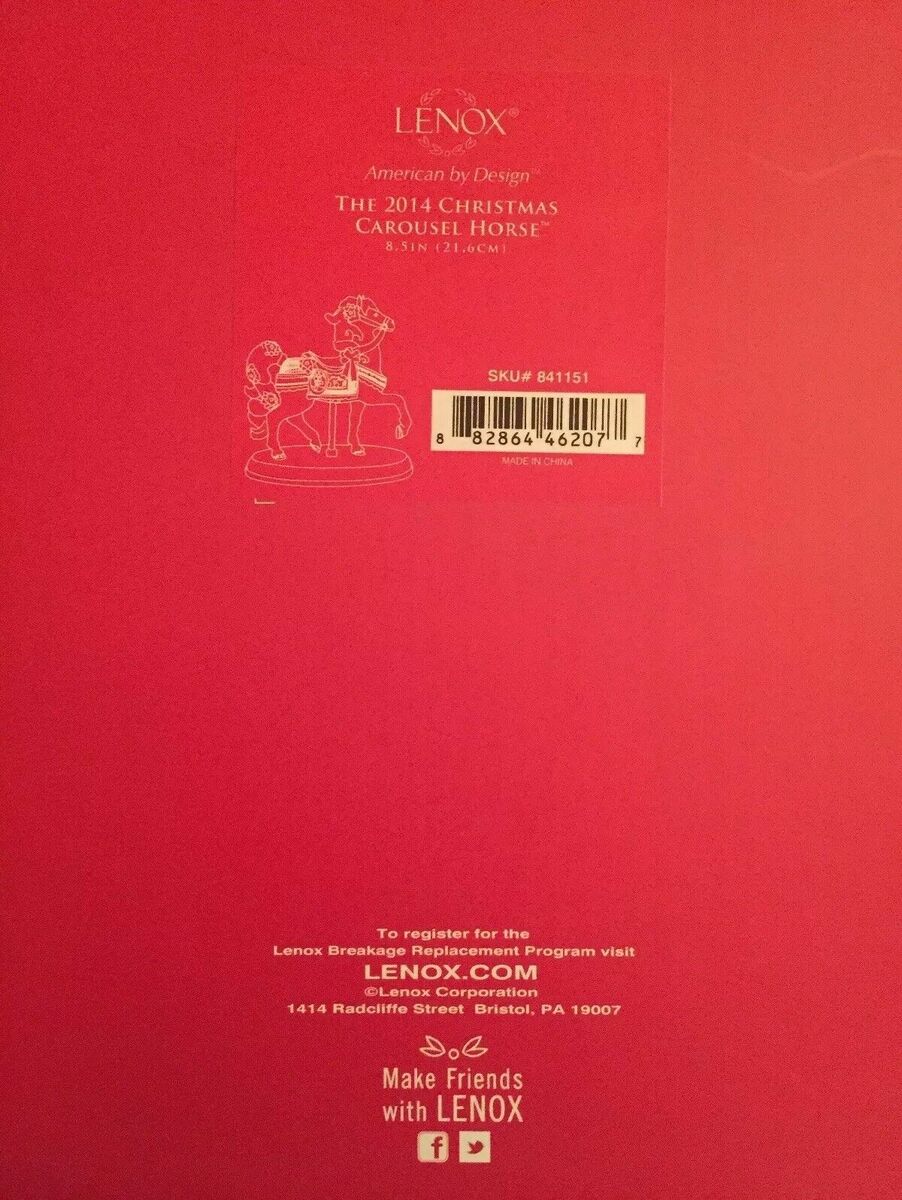 LENOX®
American by Design™
THE 2014 CHRISTMAS
CAROUSEL HORSE™
8.5IN (21.6CM)
SKU# 841151
8 82864 46207 7
MADE IN CHINA
To register for the
Lenox Breakage Replacement Program visit
LENOX.COM
©Lenox Corporation
1414 Radcliffe Street Bristol, PA 19007
Make Friends
with LENOX
f